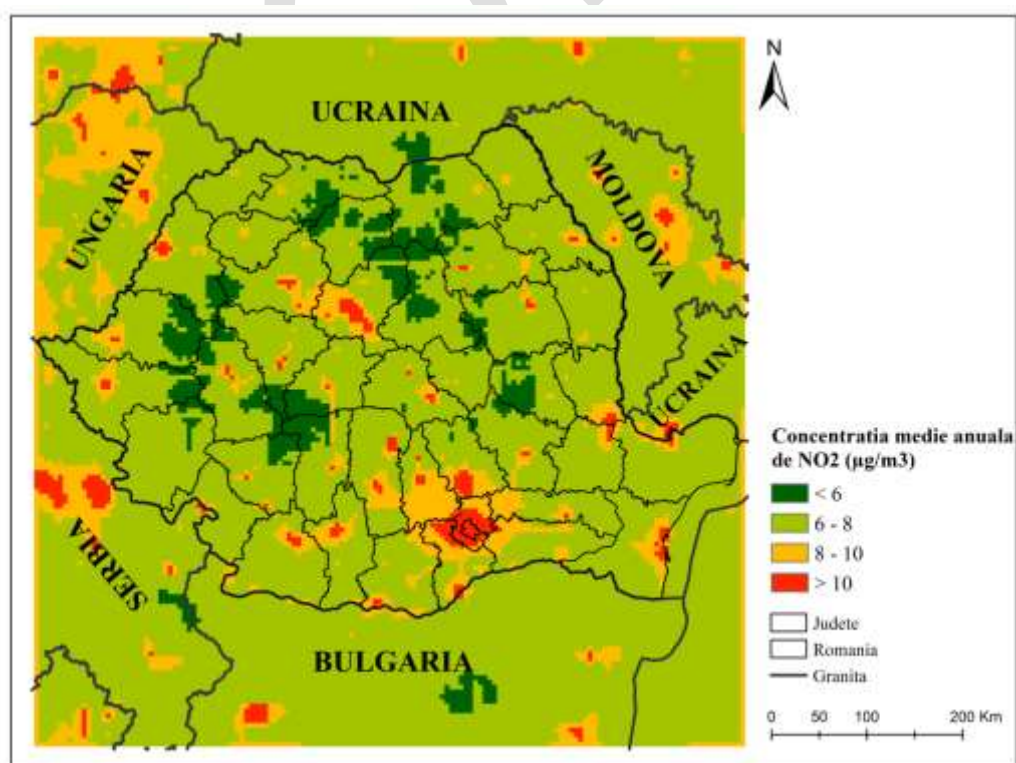 N
UCRAINA
UNGARIA
MOLDOVA
UCRAINA
SERBIA
BULGARIA
Concentratia medie anuala
de NO2 (µg/m3)
< 6
6 - 8
8 - 10
> 10
Judete
Romania
Granita
0 50 100 200 Km